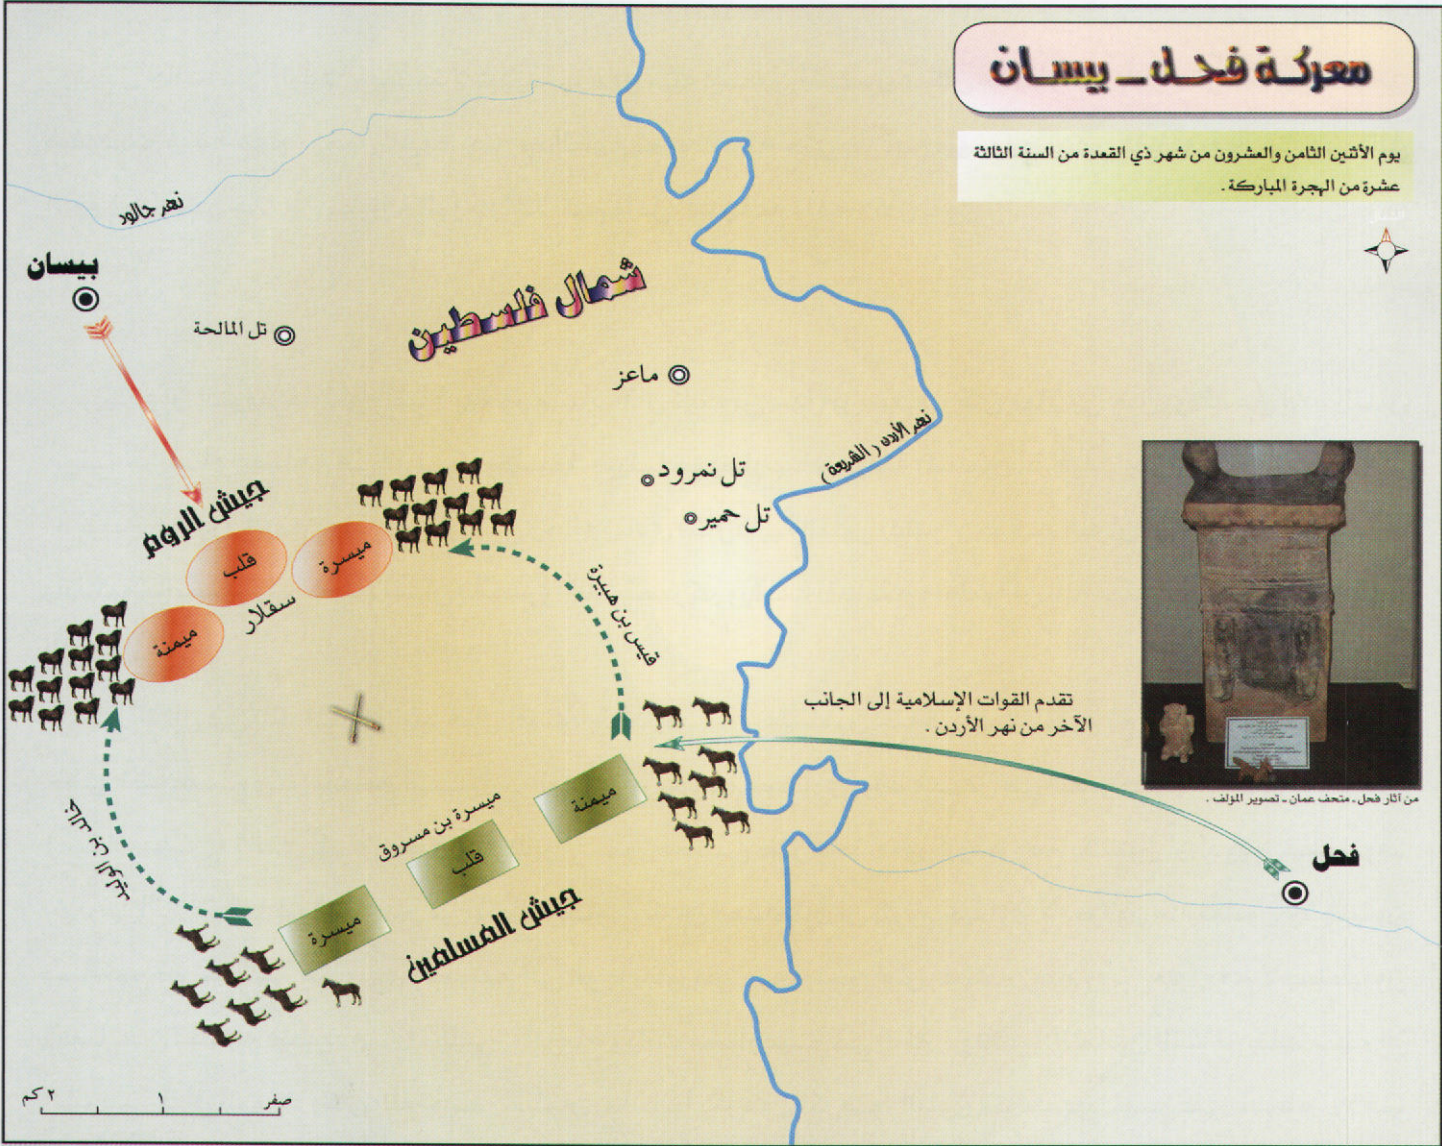 معركة فحل ــ بيسان
يوم الأثنين الثامن والعشرون من شهر ذي القعدة من السنة الثالثة
عشرة من الهجرة المباركة .
نهر جالود
بيسان
تل المالحة
شمال فلسطين
ماعز
نهر الأردن ( الشريعة )
تل نمرود
تل حمير
جيش الروم
ميسرة
قلب
ميمنة
سقلار
قيس بن هبيرة
خالد بن الوليد
تقدم القوات الإسلامية إلى الجانب
الآخر من نهر الأردن .
ميمنة
ميسرة بن مسروق
قلب
ميسرة
جيش المسلمين
من آثار فحل ـ متحف عمان ـ تصوير المؤلف .
فحل
صفر
١
٢ كم